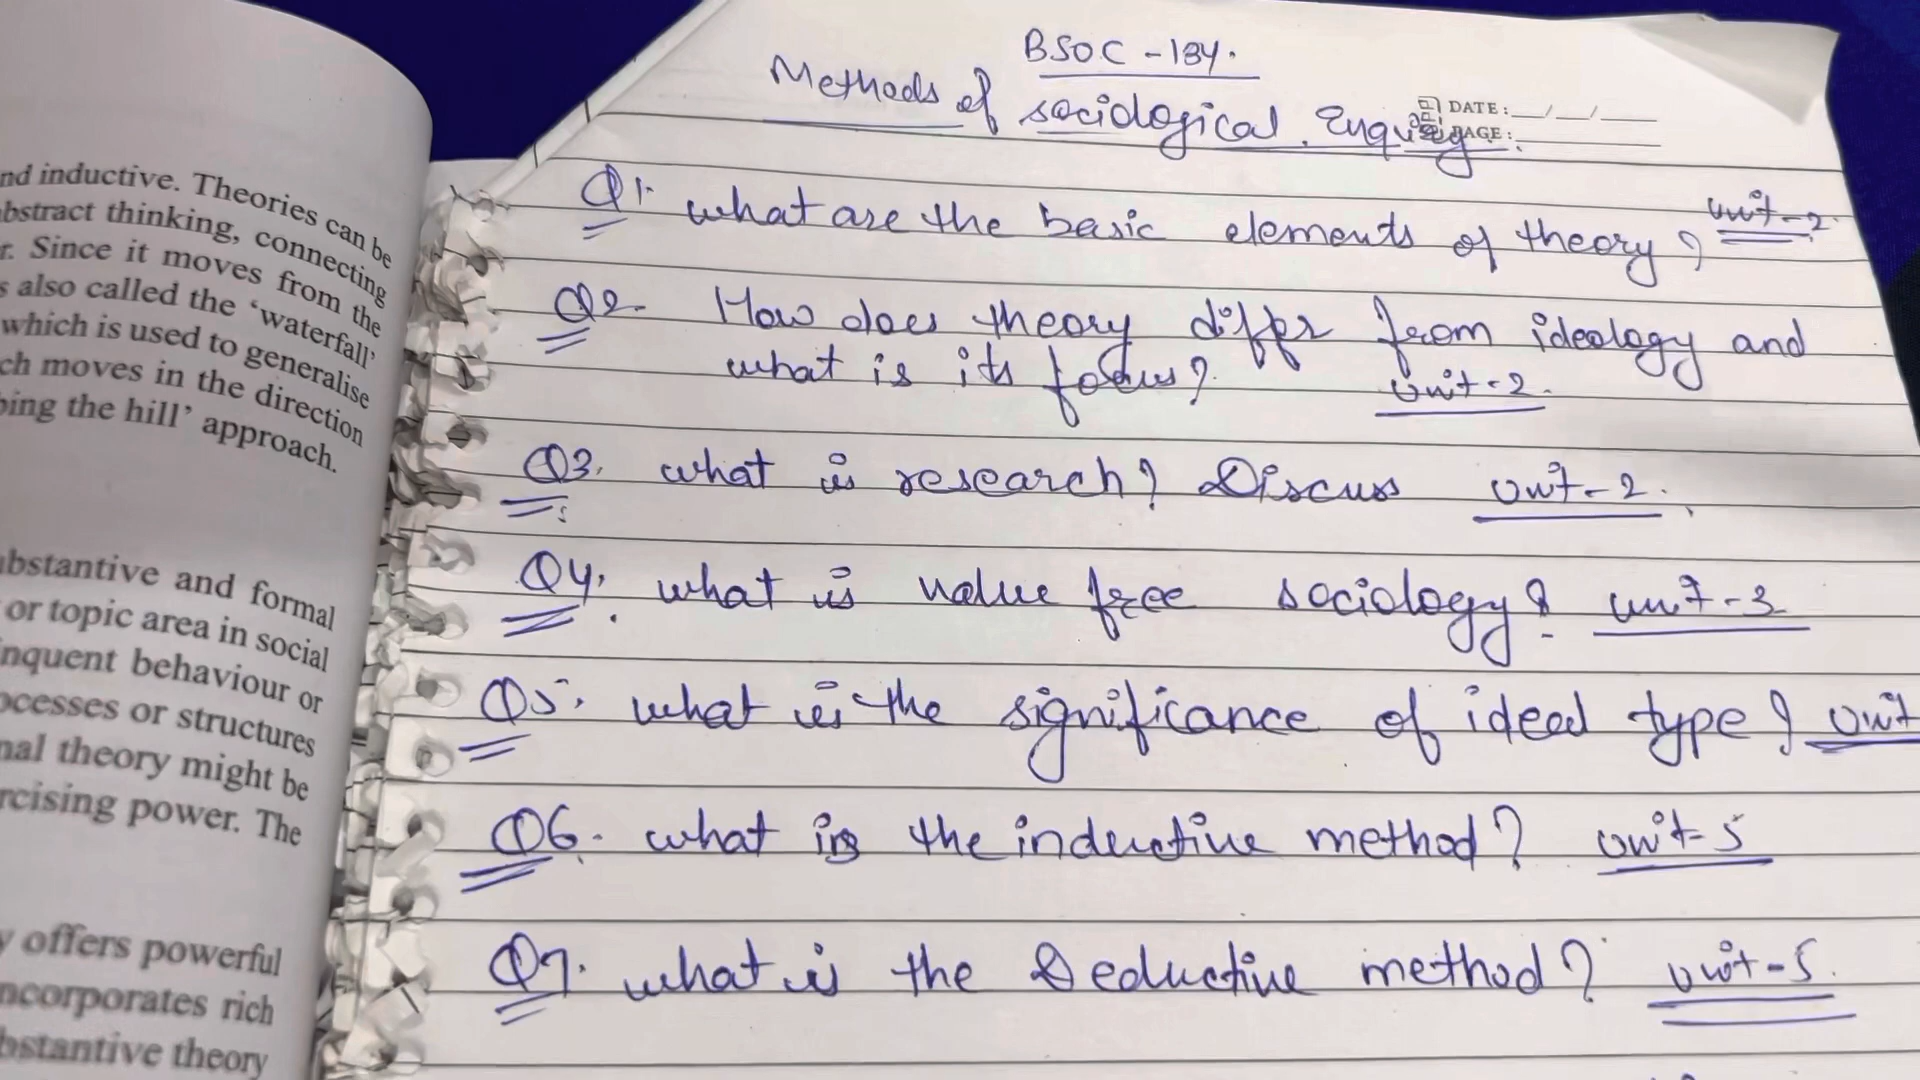 nd inductive. Theories can be
abstract thinking, connecting
r. Since it moves from the
s also called the ‘waterfall’
which is used to generalise
ch moves in the direction
bing the hill’ approach.
ubstantive and formal
or topic area in social
nquent behaviour or
ocesses or structures
nal theory might be
rcising power. The
y offers powerful
ncorporates rich
bstantive theory
BSOC - 134.
Methods of sociological Enquiry.
DATE: __/__/__
PAGE:
Q1. what are the basic elements of theory? unit-2
Q2. How does theory differ from ideology and
what is its focus? unit-2.
Q3. what is research? Discuss unit-2.
Q4. what is value free sociology? unit-3
Q5. what is the significance of ideal type? unit
Q6. what is the inductive method? unit-5
Q7. what is the Deductive method? unit-5.